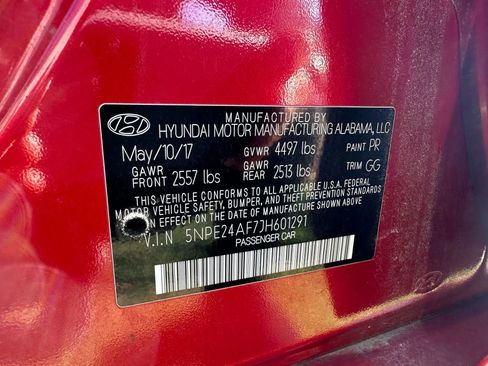 MANUFACTURED BY
HYUNDAI MOTOR MANUFACTURING ALABAMA, LLC
May/10/17 GVWR 4497 lbs PAINT PR
GAWR FRONT 2557 lbs GAWR REAR 2513 lbs TRIM GG
THIS VEHICLE CONFORMS TO ALL APPLICABLE U.S.A. FEDERAL
MOTOR VEHICLE SAFETY, BUMPER, AND THEFT PREVENTION STANDARDS
IN EFFECT ON THE DATE OF MANUFACTURE SHOWN ABOVE.
V.I.N 5NPE24AF7JH601291
PASSENGER CAR